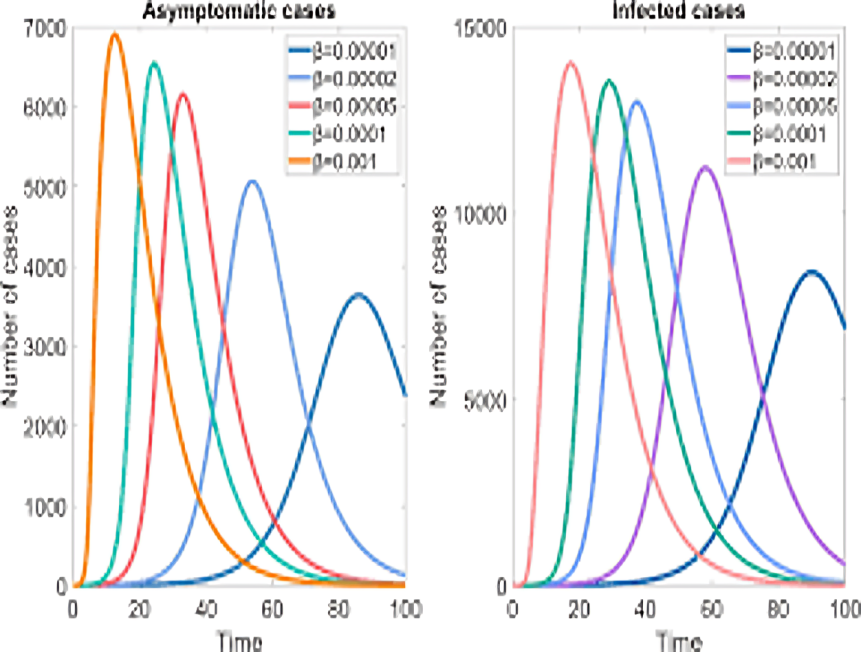 Asymptomatic cases
7000
6000
5000
4000
3000
2000
1000
0
Number of cases
β=0.00001
β=0.00002
β=0.00005
β=0.0001
β=0.001
0 20 40 60 80 100
Time
Infected cases
15000
10000
5000
0
Number of cases
β=0.00001
β=0.00002
β=0.00005
β=0.0001
β=0.001
0 20 40 60 80 100
Time